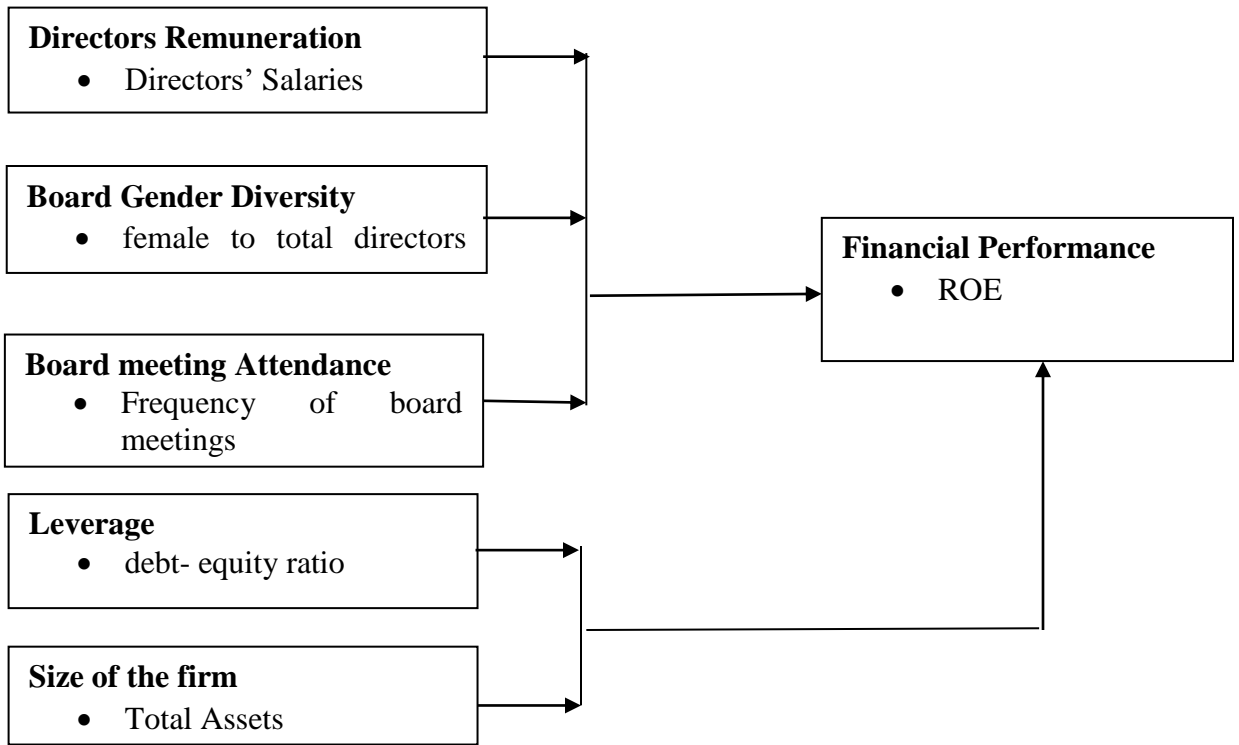 Directors Remuneration
• Directors’ Salaries
Board Gender Diversity
• female to total directors
Board meeting Attendance
• Frequency of board
meetings
Leverage
• debt- equity ratio
Size of the firm
• Total Assets
Financial Performance
• ROE